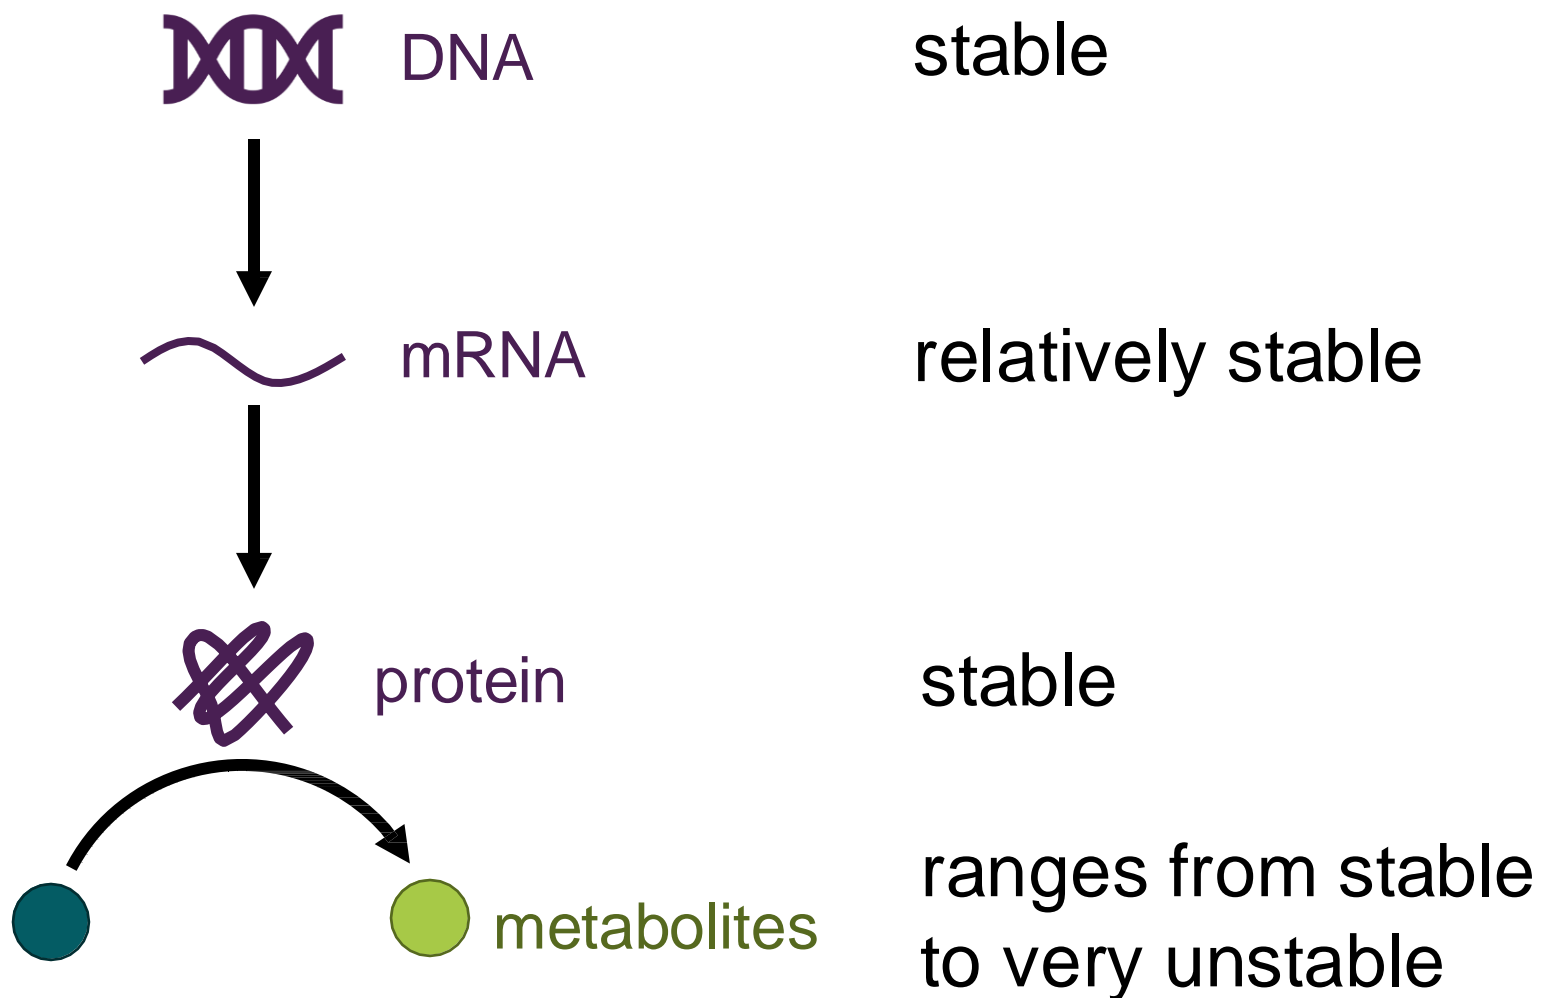 DNA
stable
mRNA
relatively stable
protein
stable
metabolites
ranges from stable
to very unstable